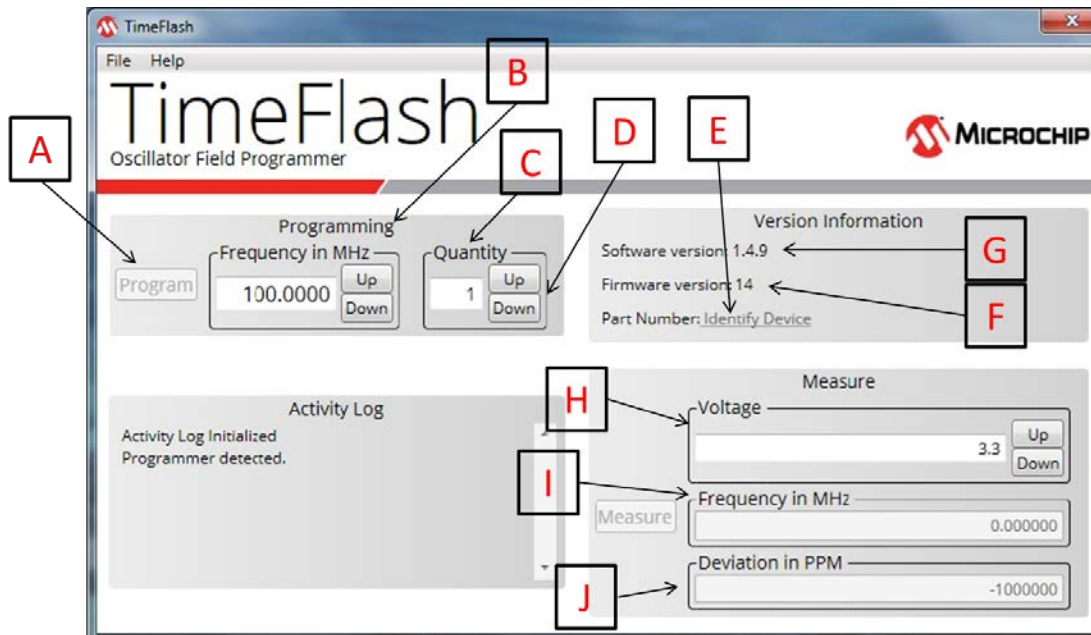 TimeFlash
x
File Help
B
TimeFlash
A
D
E
MICROCHIP
Oscillator Field Programmer
C
Programming
Version Information
Frequency in MHz
Quantity
Software version: 1.4.9
G
Program
100.0000
Up
Down
1
Up
Down
Firmware version: 14
F
Part Number: Identify Device
Measure
H
Voltage
Activity Log
Activity Log Initialized
Programmer detected.
3.3
Up
Down
I
Frequency in MHz
Measure
0.000000
Deviation in PPM
J
-1000000